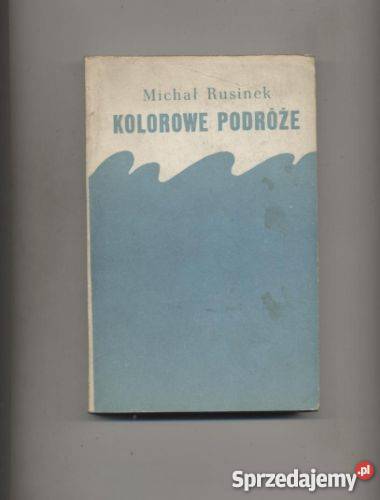 Michał Rusinek
KOLOROWE PODRÓŻE
Sprzedajemy.pl